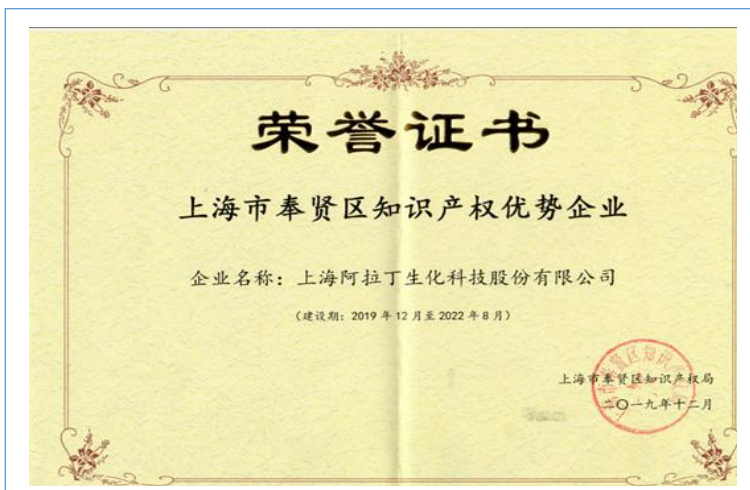 荣誉证书
上海市奉贤区知识产权优势企业
企业名称：上海阿拉丁生化科技股份有限公司
（建设期：2019年12月至2022年8月）
上海市奉贤区知识产权局
二〇一九年十二月